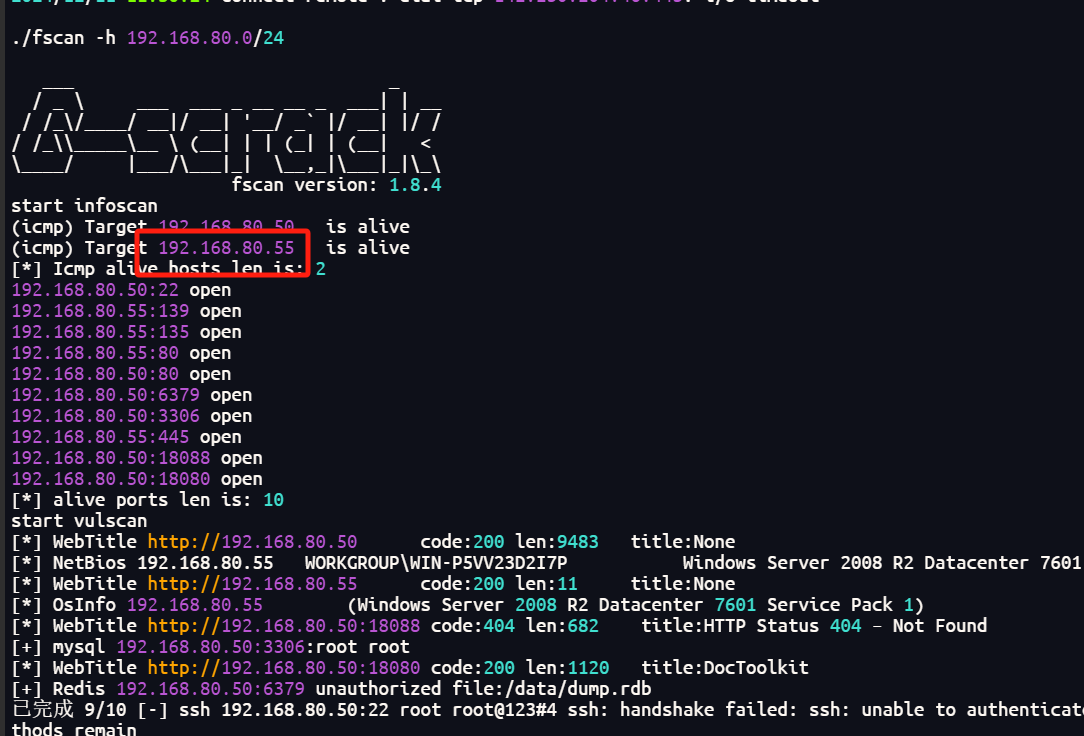 ./fscan -h 192.168.80.0/24
   ___                              _
  / _ \     ___  ___ _ __ __ _  ___| | __
 / /_\/____/ __|/ __| '__/ _` |/ __| |/ /
/ /_\\_____\__ \ (__| | | (_| | (__|   <
\____/     |___/\___|_|  \__,_|\___|_|\_\
                     fscan version: 1.8.4
start infoscan
(icmp) Target 192.168.80.50   is alive
(icmp) Target 192.168.80.55   is alive
[*] Icmp alive hosts len is: 2
192.168.80.50:22 open
192.168.80.55:139 open
192.168.80.55:135 open
192.168.80.55:80 open
192.168.80.50:80 open
192.168.80.50:6379 open
192.168.80.50:3306 open
192.168.80.55:445 open
192.168.80.50:18088 open
192.168.80.50:18080 open
[*] alive ports len is: 10
start vulscan
[*] WebTitle http://192.168.80.50      code:200 len:9483   title:None
[*] NetBios 192.168.80.55   WORKGROUP\WIN-P5VV23D2I7P           Windows Server 2008 R2 Datacenter 7601
[*] WebTitle http://192.168.80.55      code:200 len:11     title:None
[*] OsInfo 192.168.80.55        (Windows Server 2008 R2 Datacenter 7601 Service Pack 1)
[*] WebTitle http://192.168.80.50:18088 code:404 len:682    title:HTTP Status 404 – Not Found
[+] mysql 192.168.80.50:3306:root root
[*] WebTitle http://192.168.80.50:18080 code:200 len:1120   title:DocToolkit
[+] Redis 192.168.80.50:6379 unauthorized file:/data/dump.rdb
已完成 9/10 [-] ssh 192.168.80.50:22 root root@123#4 ssh: handshake failed: ssh: unable to authenticate
thods remain